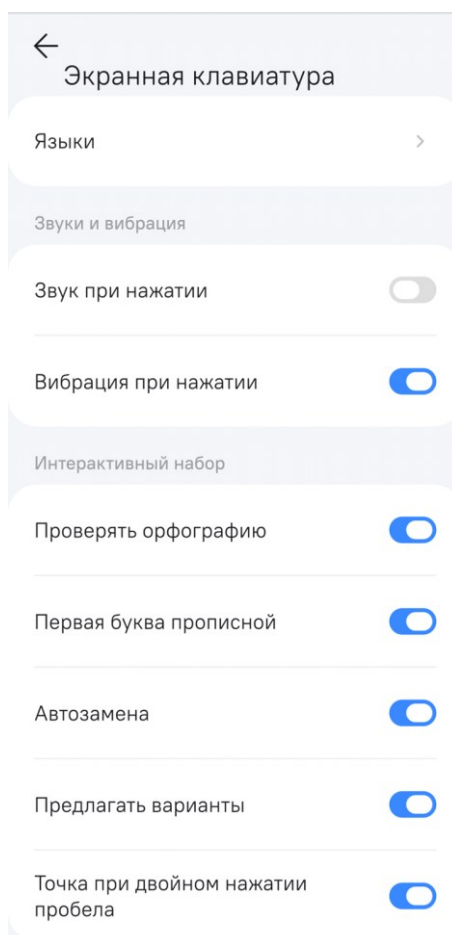 Экранная клавиатура
Языки
Звуки и вибрация
Звук при нажатии
Вибрация при нажатии
Интерактивный набор
Проверять орфографию
Первая буква прописной
Автозамена
Предлагать варианты
Точка при двойном нажатии
пробела